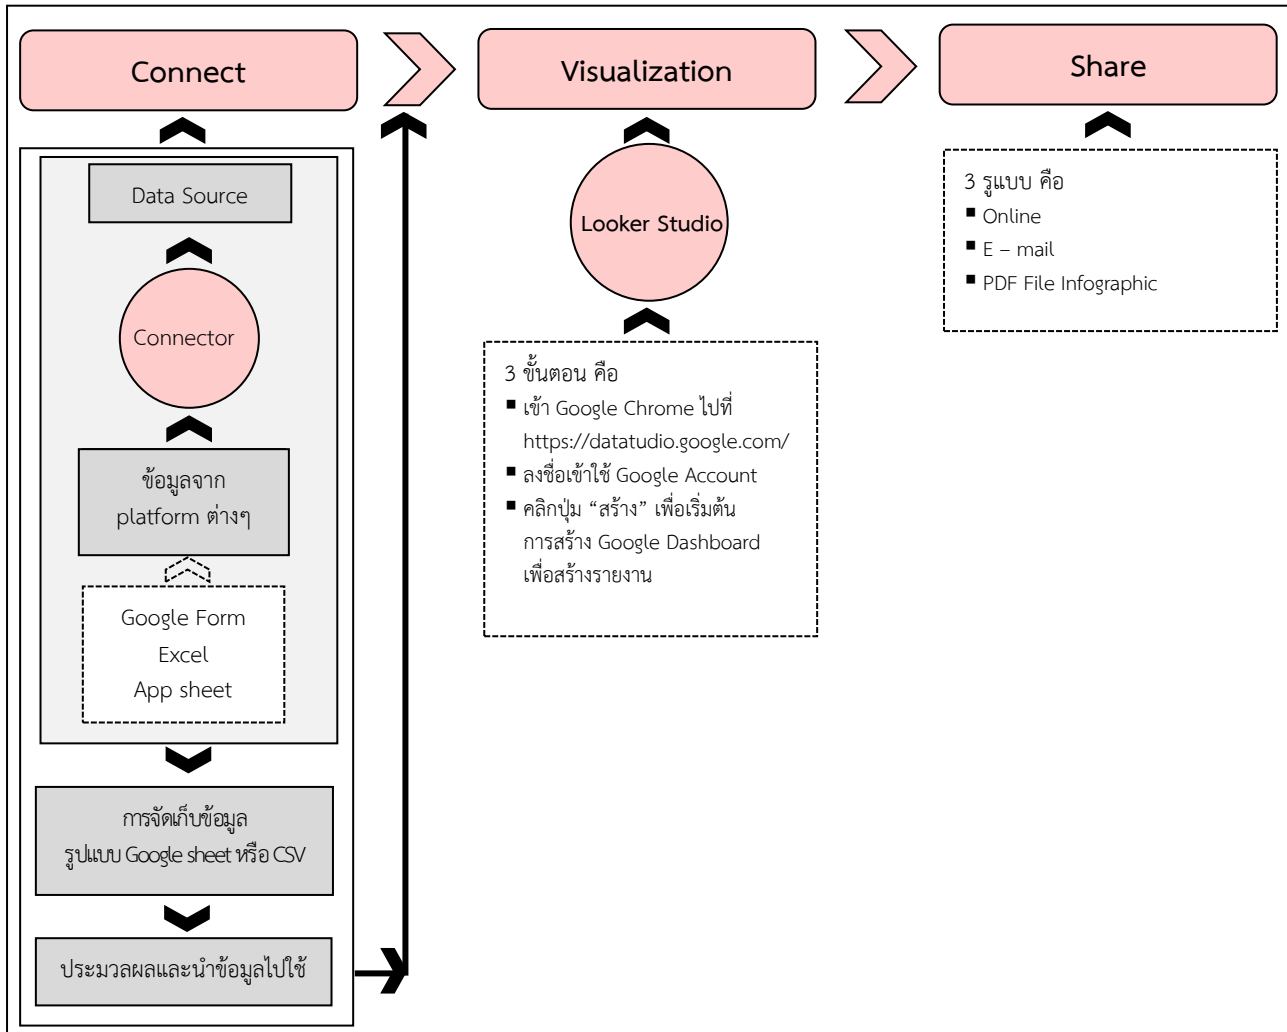 Connect
Visualization
Share
Data Source
Connector
ข้อมูลจาก
platform ต่างๆ
Google Form
Excel
App sheet
การจัดเก็บข้อมูล
รูปแบบ Google sheet หรือ CSV
ประมวลผลและนำข้อมูลไปใช้
Looker Studio
3 ขั้นตอน คือ
▪ เข้า Google Chrome ไปที่
https://datatudio.google.com/
▪ ลงชื่อเข้าใช้ Google Account
▪ คลิกปุ่ม “สร้าง” เพื่อเริ่มต้น
การสร้าง Google Dashboard
เพื่อสร้างรายงาน
3 รูแบบ คือ
▪ Online
▪ E – mail
▪ PDF File Infographic